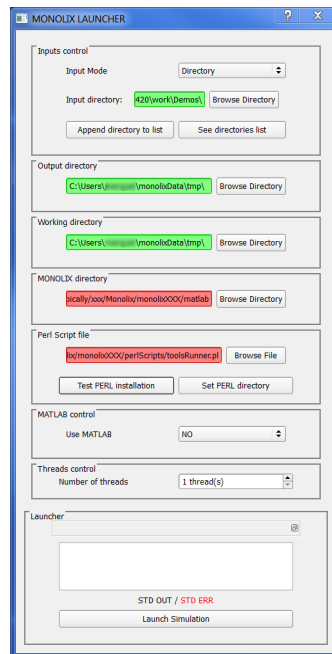 MONOLIX LAUNCHER
Inputs control
Input Mode Directory
Input directory: 420\work\Demos\ Browse Directory
Append directory to list See directories list
Output directory
C:\Users\ \monolixData\tmp\ Browse Directory
Working directory
C:\Users\ \monolixData\tmp\ Browse Directory
MONOLIX directory
pically/xxx/Monolix/monolixXXX/matlab Browse Directory
Perl Script file
lix/monolixXXX/perlScripts/toolsRunner.pl Browse File
Test PERL installation Set PERL directory
MATLAB control
Use MATLAB NO
Threads control
Number of threads 1 thread(s)
Launcher
STD OUT / STD ERR
Launch Simulation